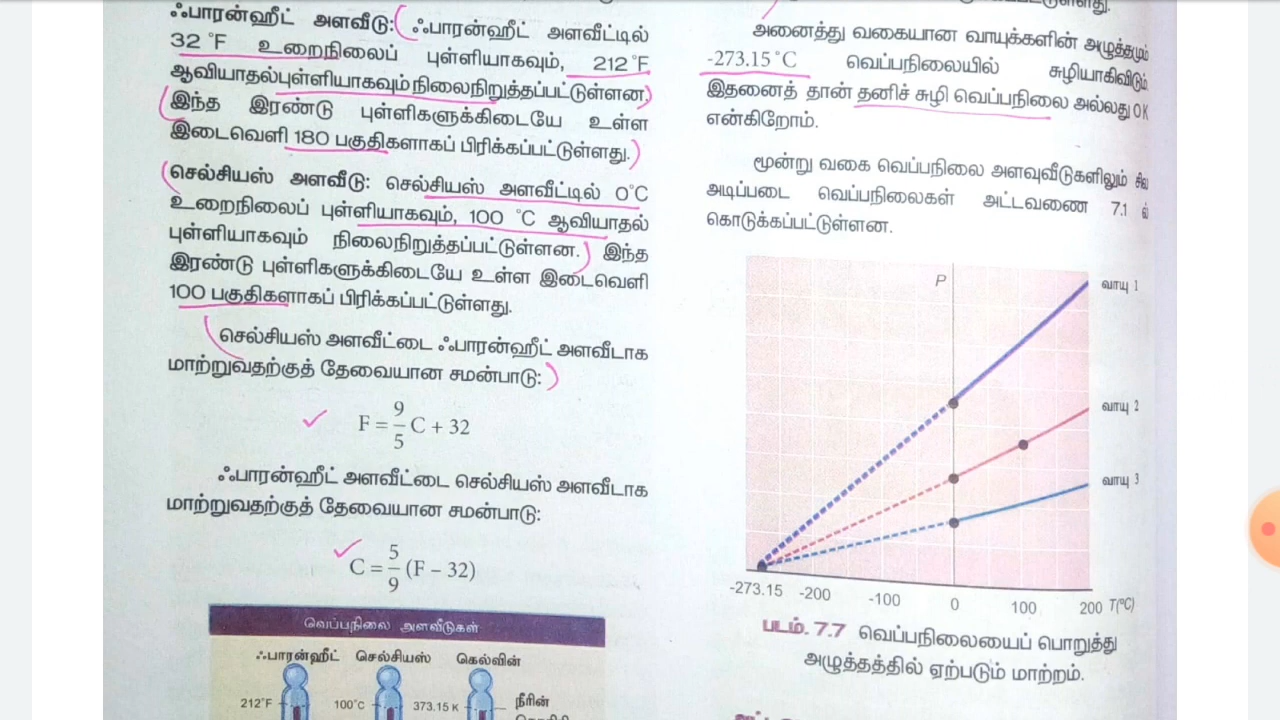 ஃபாரன்ஹீட் அளவீடு: ஃபாரன்ஹீட் அளவீட்டில்
32 °F உறைநிலைப் புள்ளியாகவும், 212 °F
ஆவியாதல்புள்ளியாகவும் நிலைநிறுத்தப்பட்டுள்ளன.
இந்த இரண்டு புள்ளிகளுக்கிடையே உள்ள
இடைவெளி 180 பகுதிகளாகப் பிரிக்கப்பட்டுள்ளது.
செல்சியஸ் அளவீடு: செல்சியஸ் அளவீட்டில் 0°C
உறைநிலைப் புள்ளியாகவும், 100 °C ஆவியாதல்
புள்ளியாகவும் நிலைநிறுத்தப்பட்டுள்ளன. இந்த
இரண்டு புள்ளிகளுக்கிடையே உள்ள இடைவெளி
100 பகுதிகளாகப் பிரிக்கப்பட்டுள்ளது.
செல்சியஸ் அளவீட்டை ஃபாரன்ஹீட் அளவீடாக
மாற்றுவதற்குத் தேவையான சமன்பாடு:
F = 9/5 C + 32
ஃபாரன்ஹீட் அளவீட்டை செல்சியஸ் அளவீடாக
மாற்றுவதற்குத் தேவையான சமன்பாடு:
C = 5/9 (F – 32)
வெப்பநிலை அளவீடுகள்
ஃபாரன்ஹீட் செல்சியஸ் கெல்வின்
212°F 100°C 373.15 K நீரின்
அனைத்து வகையான வாயுக்களின் அழுத்தமும்
-273.15 °C வெப்பநிலையில் சுழியாகிவிடும்.
இதனைத் தான் தனிச் சுழி வெப்பநிலை அல்லது 0 K
என்கிறோம்.
மூன்று வகை வெப்பநிலை அளவுவீடுகளிலும் சில
அடிப்படை வெப்பநிலைகள் அட்டவணை 7.1 ல்
கொடுக்கப்பட்டுள்ளன.
P
வாயு 1
வாயு 2
வாயு 3
-273.15 -200 -100 0 100 200 T(°C)
படம். 7.7 வெப்பநிலையைப் பொறுத்து
அழுத்தத்தில் ஏற்படும் மாற்றம்.